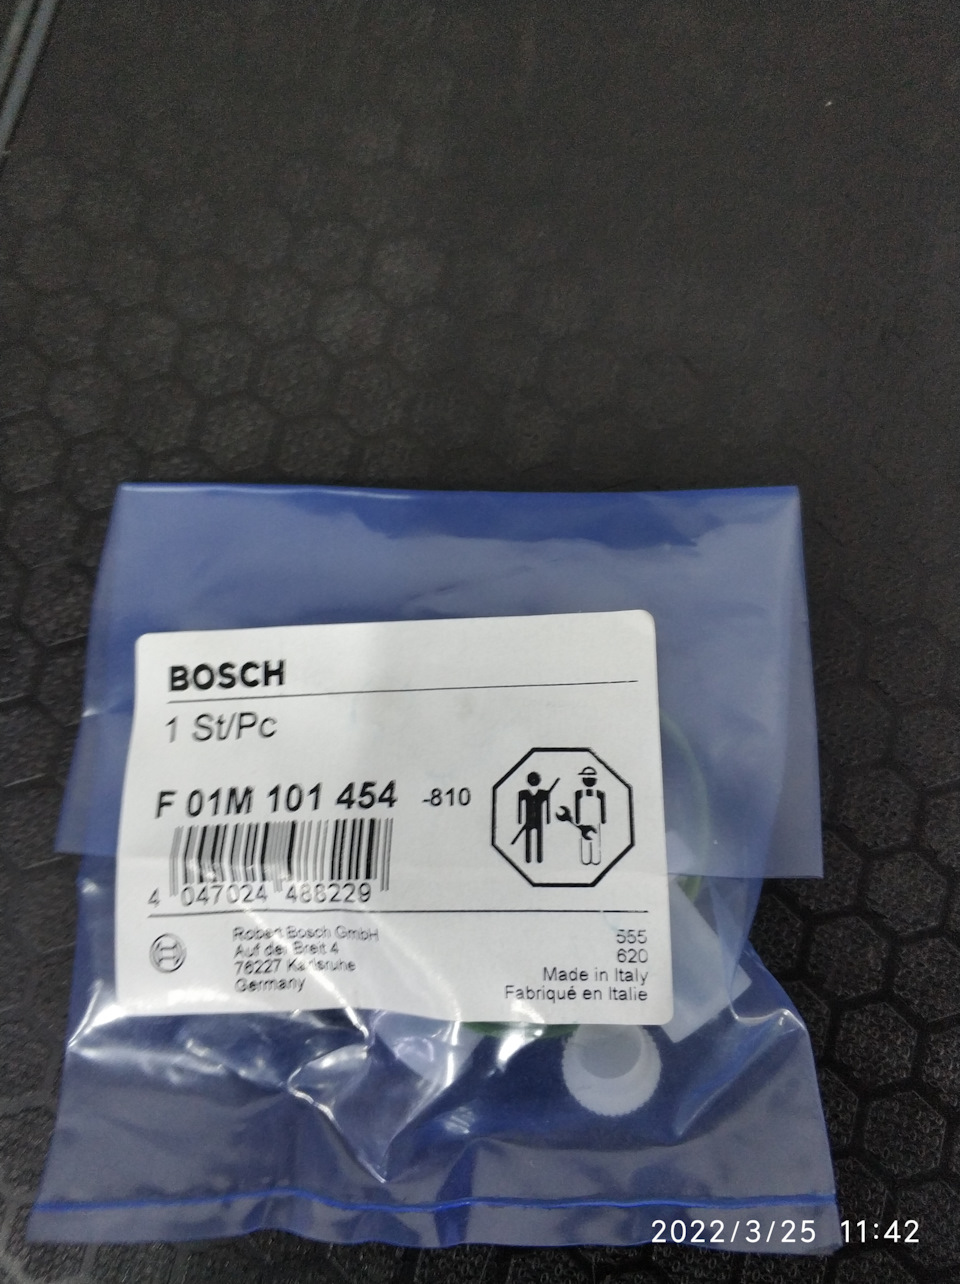 BOSCH
1 St/Pc
F 01M 101 454 -810
4 047024 488229
Robert Bosch GmbH
Auf der Breit 4
76227 Karlsruhe
Germany
555
620
Made in Italy
Fabriqué en Italie
2022/3/25 11:42